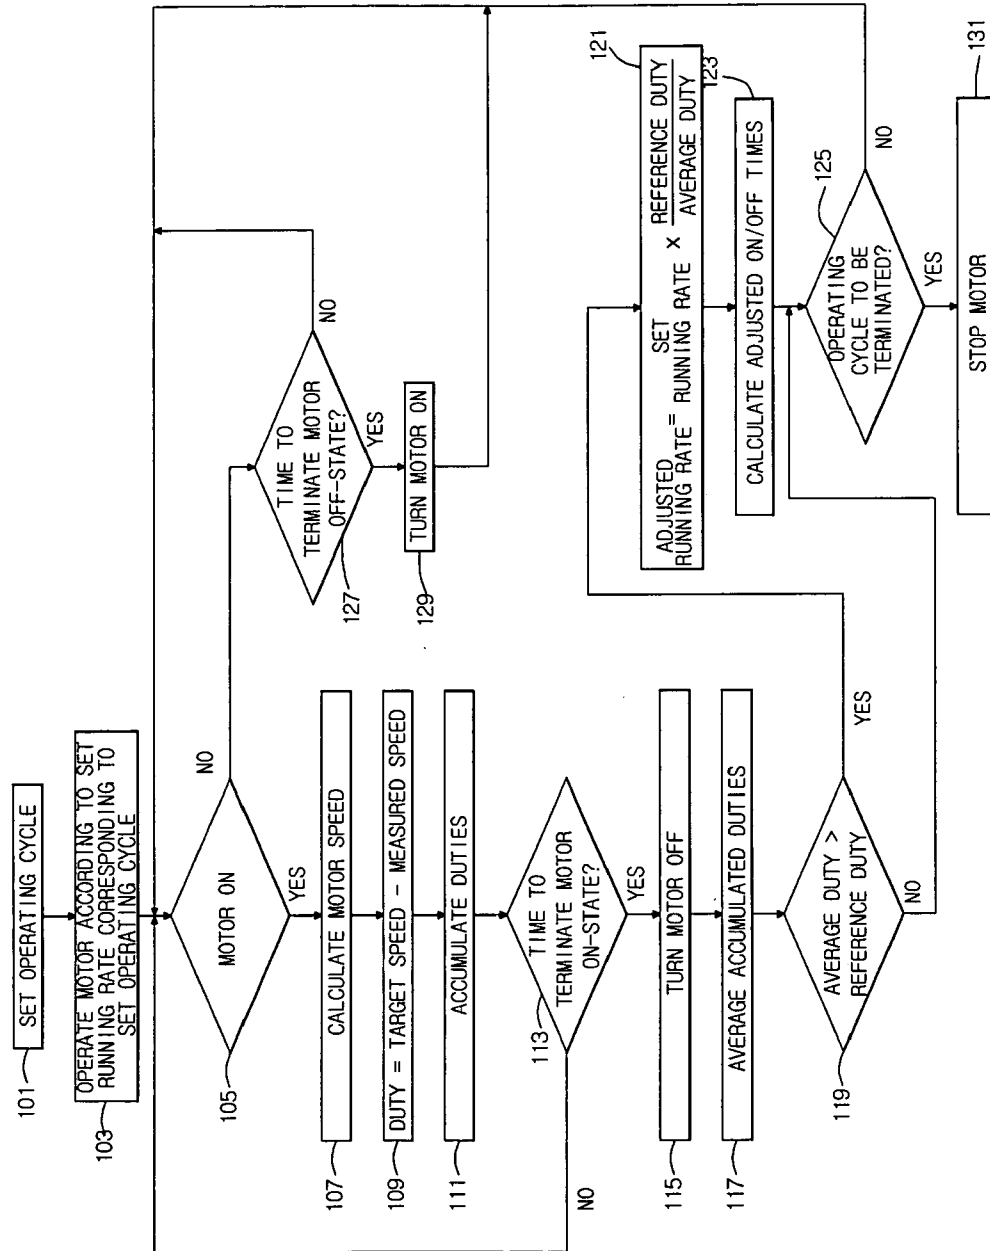 101
SET OPERATING CYCLE
103
OPERATE MOTOR ACCORDING TO SET
RUNNING RATE CORRESPONDING TO
SET OPERATING CYCLE
105
MOTOR ON
NO
YES
107
CALCULATE MOTOR SPEED
109
DUTY = TARGET SPEED - MEASURED SPEED
111
ACCUMULATE DUTIES
113
TIME TO
TERMINATE MOTOR
ON-STATE?
NO
YES
115
TURN MOTOR OFF
117
AVERAGE ACCUMULATED DUTIES
119
AVERAGE DUTY >
REFERENCE DUTY
YES
NO
127
TIME TO
TERMINATE MOTOR
OFF-STATE?
NO
YES
129
TURN MOTOR ON
121
ADJUSTED
RUNNING RATE = SET
RUNNING RATE X REFERENCE DUTY
AVERAGE DUTY
123
CALCULATE ADJUSTED ON/OFF TIMES
125
OPERATING
CYCLE TO BE
TERMINATED?
NO
YES
131
STOP MOTOR